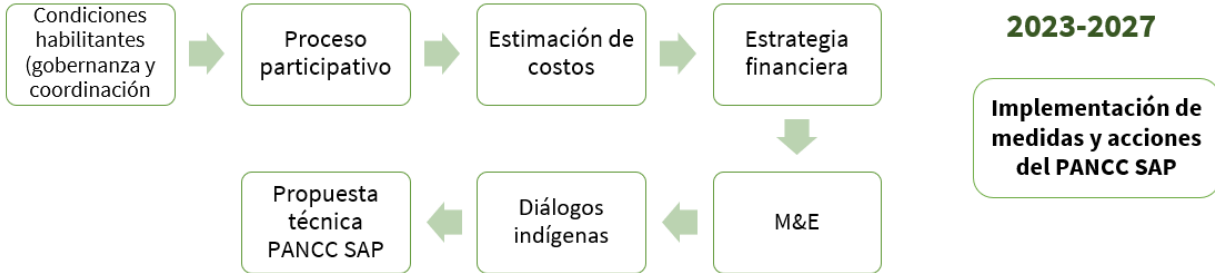 Condiciones
habilitantes
(gobernanza y
coordinación
Proceso
participativo
Estimación de
costos
Estrategia
financiera
2023-2027
Implementación de
medidas y acciones
del PANCC SAP
M&E
Diálogos
indígenas
Propuesta
técnica
PANCC SAP